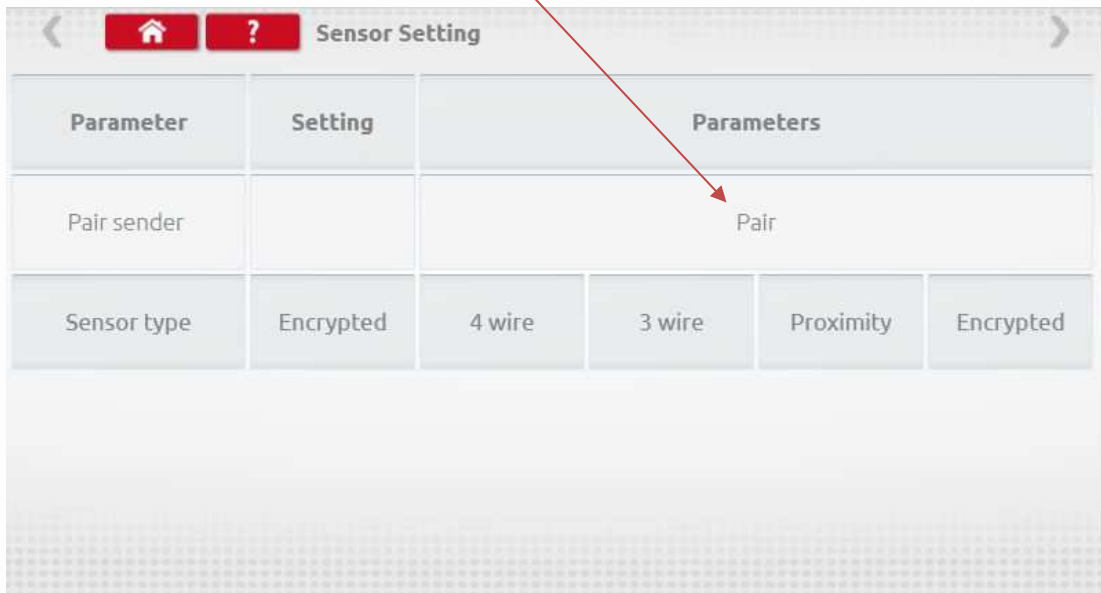 ? Sensor Setting
Parameter Setting Parameters
Pair sender Pair
Sensor type Encrypted 4 wire 3 wire Proximity Encrypted